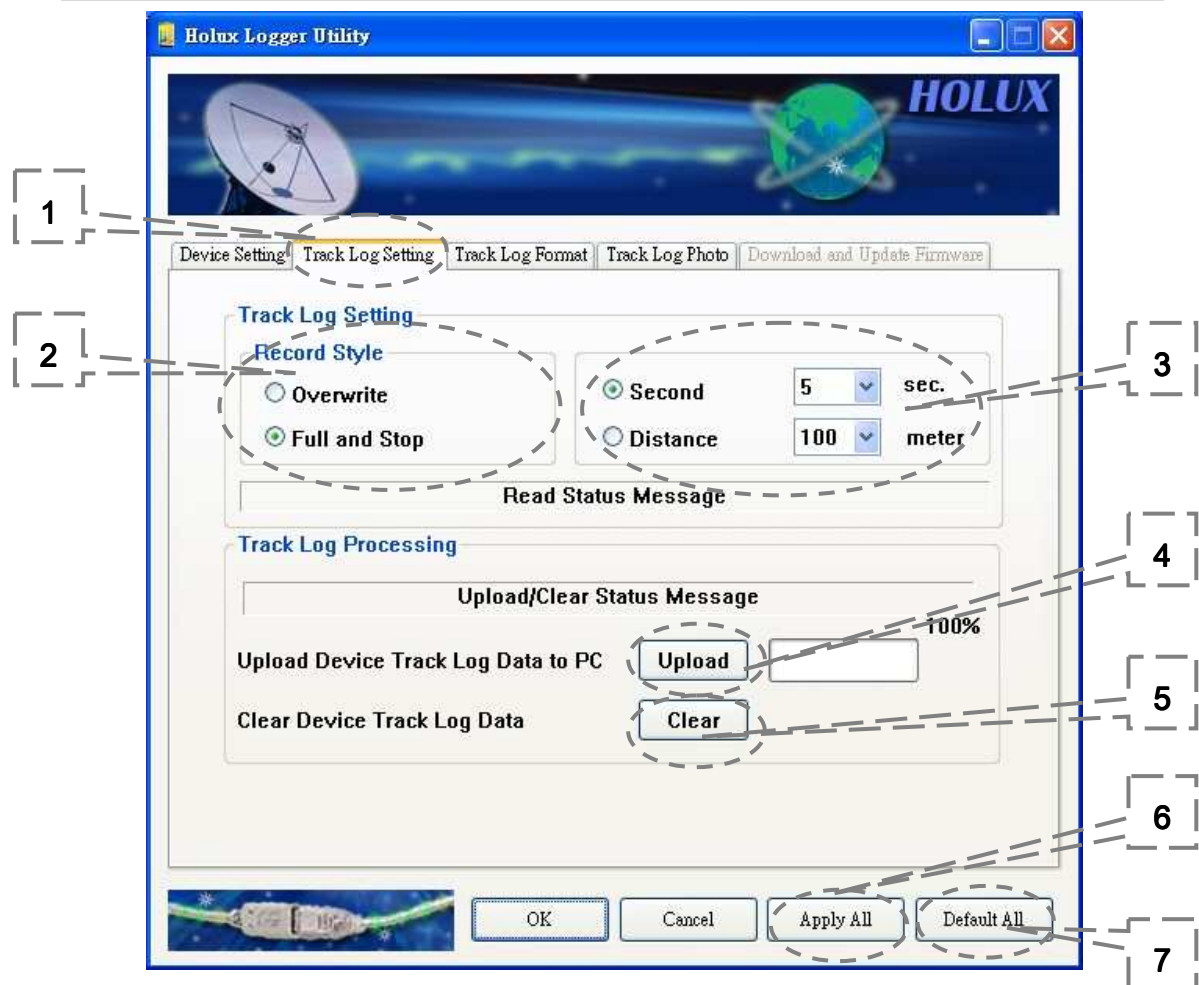 Holux Logger Utility
HOLUX
1
Device Setting Track Log Setting Track Log Format Track Log Photo Download and Update Firmware
Track Log Setting
2
Record Style
3
Overwrite
Second 5 sec.
Full and Stop
Distance 100 meter
Read Status Message
Track Log Processing
4
Upload/Clear Status Message
100%
Upload Device Track Log Data to PC Upload
5
Clear Device Track Log Data Clear
6
OK Cancel Apply All Default All
7